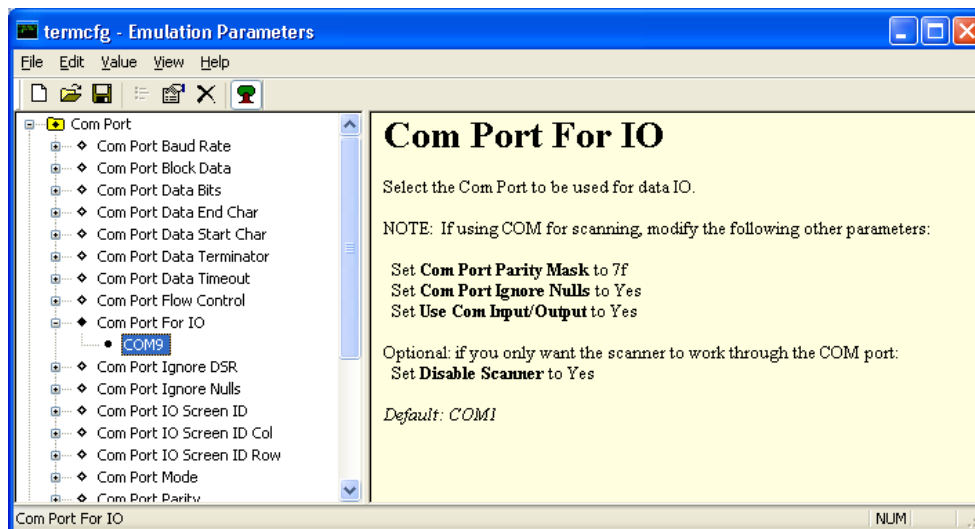 termcfg - Emulation Parameters
File Edit Value View Help
Com Port
Com Port Baud Rate
Com Port Block Data
Com Port Data Bits
Com Port Data End Char
Com Port Data Start Char
Com Port Data Terminator
Com Port Data Timeout
Com Port Flow Control
Com Port For IO
COM9
Com Port Ignore DSR
Com Port Ignore Nulls
Com Port IO Screen ID
Com Port IO Screen ID Col
Com Port IO Screen ID Row
Com Port Mode
Com Port Parity
Com Port For IO
Select the Com Port to be used for data IO.
NOTE: If using COM for scanning, modify the following other parameters:
Set Com Port Parity Mask to 7f
Set Com Port Ignore Nulls to Yes
Set Use Com Input/Output to Yes
Optional: if you only want the scanner to work through the COM port:
Set Disable Scanner to Yes
Default: COM1
Com Port For IO
NUM